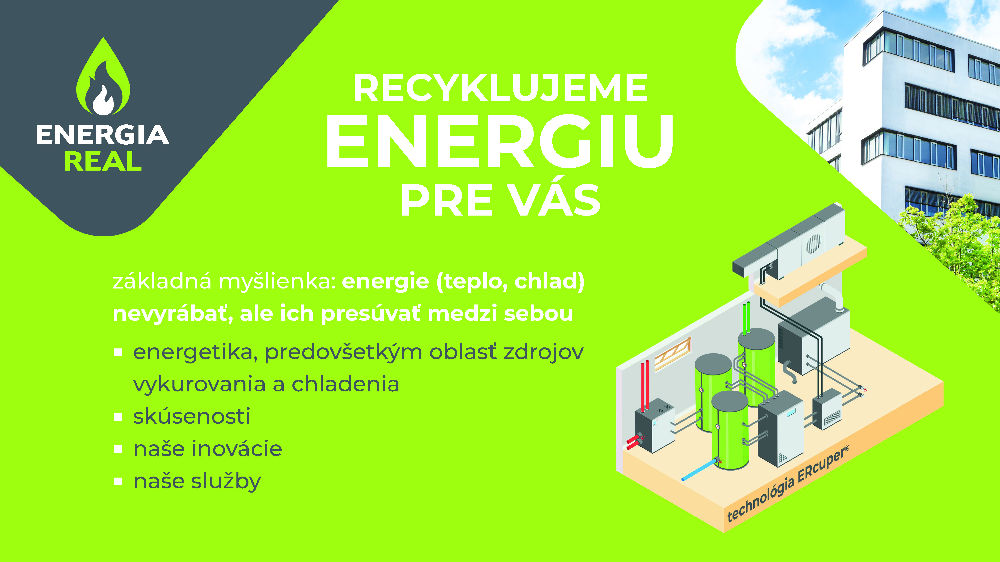 ENERGIA
REAL
RECYKLUJEME
ENERGIU
PRE VÁS
základná myšlienka: energie (teplo, chlad)
nevyrábať, ale ich presúvať medzi sebou
energetika, predovšetkým oblasť zdrojov
vykurovania a chladenia
skúsenosti
naše inovácie
naše služby
technológia ERcuper®